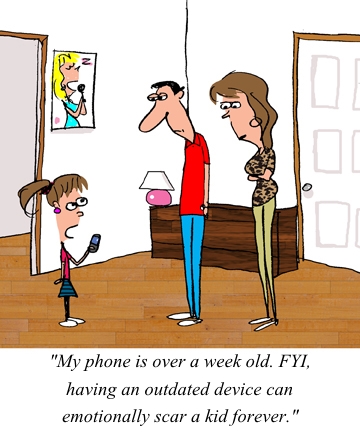 "My phone is over a week old. FYI,
having an outdated device can
emotionally scar a kid forever."